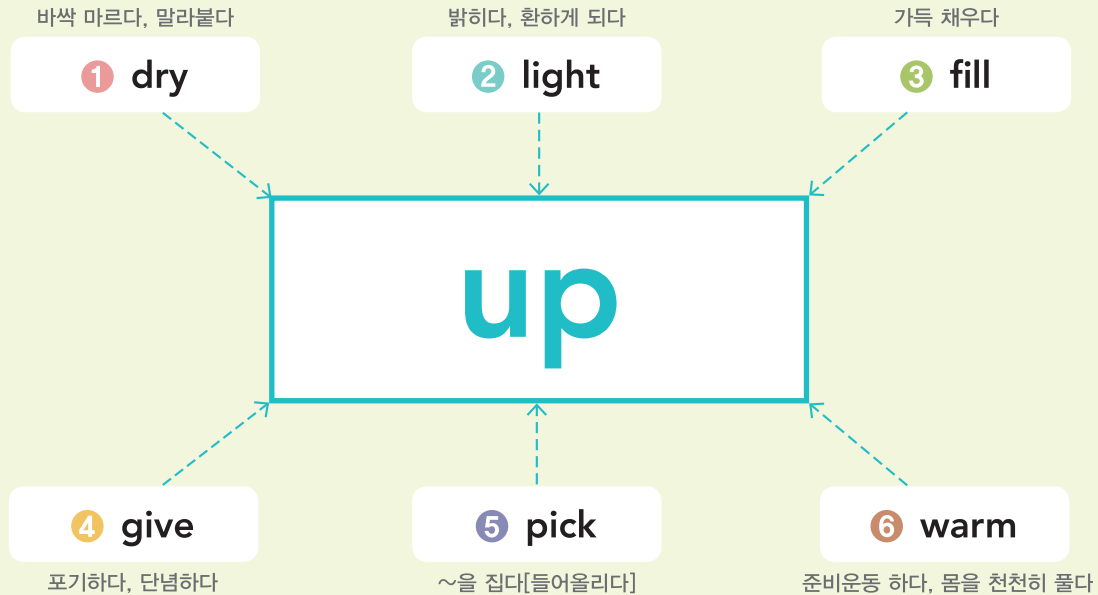 바싹 마르다, 말라붙다
1 dry
밝히다, 환하게 되다
2 light
가득 채우다
3 fill
up
4 give
포기하다, 단념하다
5 pick
~을 집다[들어올리다]
6 warm
준비운동 하다, 몸을 천천히 풀다